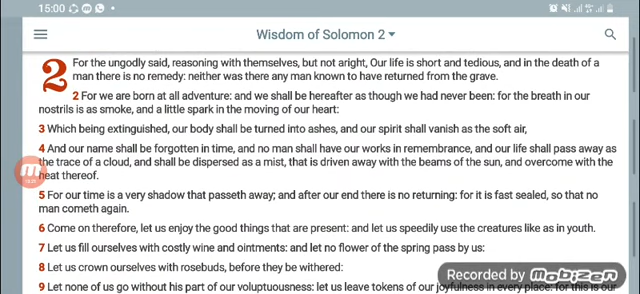 15:00
Wisdom of Solomon 2
2 For the ungodly said, reasoning with themselves, but not aright, Our life is short and tedious, and in the death of a
man there is no remedy: neither was there any man known to have returned from the grave.
2 For we are born at all adventure: and we shall be hereafter as though we had never been: for the breath in our
nostrils is as smoke, and a little spark in the moving of our heart:
3 Which being extinguished, our body shall be turned into ashes, and our spirit shall vanish as the soft air,
4 And our name shall be forgotten in time, and no man shall have our works in remembrance, and our life shall pass away as
the trace of a cloud, and shall be dispersed as a mist, that is driven away with the beams of the sun, and overcome with the
heat thereof.
5 For our time is a very shadow that passeth away; and after our end there is no returning: for it is fast sealed, so that no
man cometh again.
6 Come on therefore, let us enjoy the good things that are present: and let us speedily use the creatures like as in youth.
7 Let us fill ourselves with costly wine and ointments: and let no flower of the spring pass by us:
8 Let us crown ourselves with rosebuds, before they be withered:
9 Let none of us go without his part of our voluptuousness: let us leave tokens of our joyfulness in every place: for this is our
Recorded by Mobizen